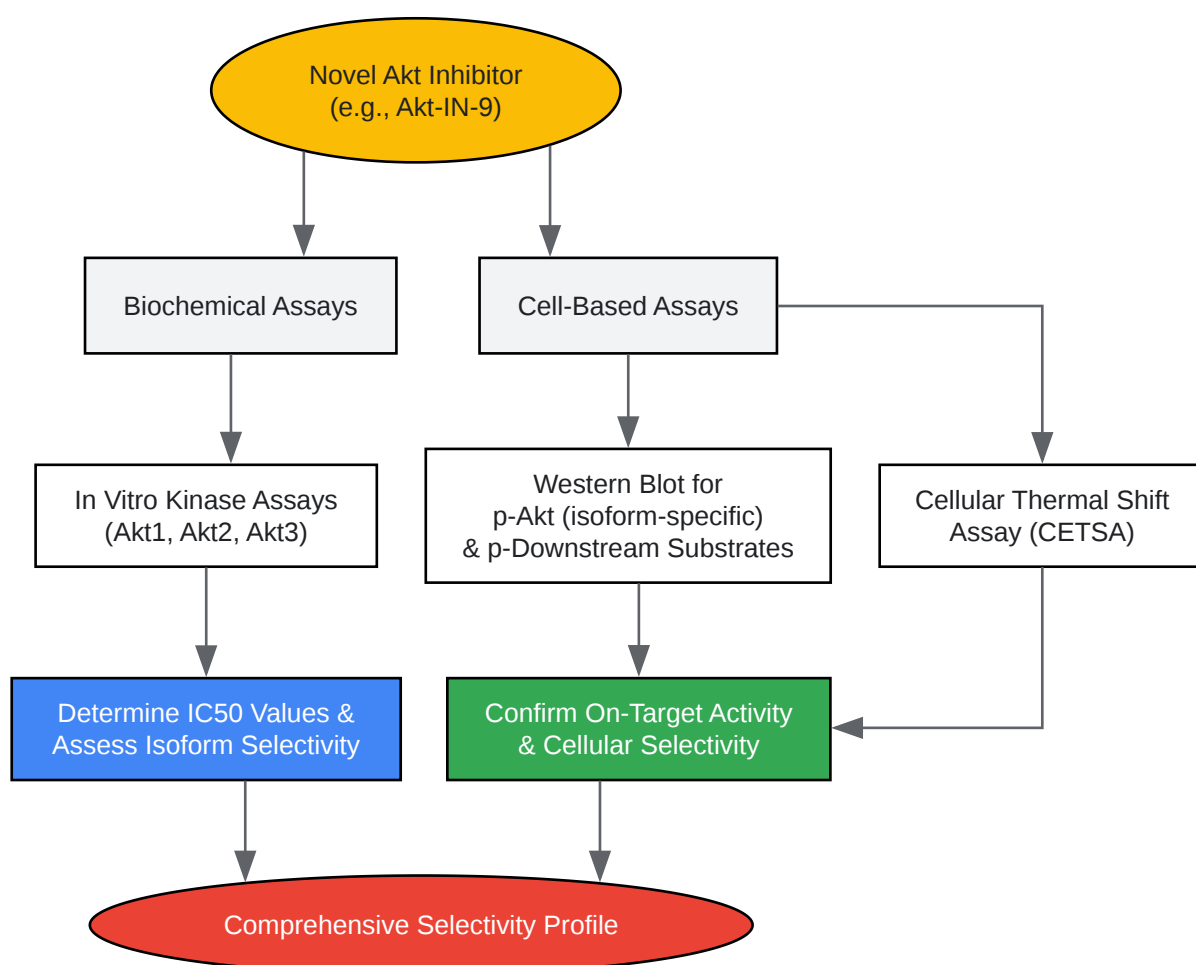 Novel Akt Inhibitor
(e.g., Akt-IN-9)
Biochemical Assays
Cell-Based Assays
In Vitro Kinase Assays
(Akt1, Akt2, Akt3)
Western Blot for
p-Akt (isoform-specific)
& p-Downstream Substrates
Cellular Thermal Shift
Assay (CETSA)
Determine IC50 Values &
Assess Isoform Selectivity
Confirm On-Target Activity
& Cellular Selectivity
Comprehensive Selectivity Profile